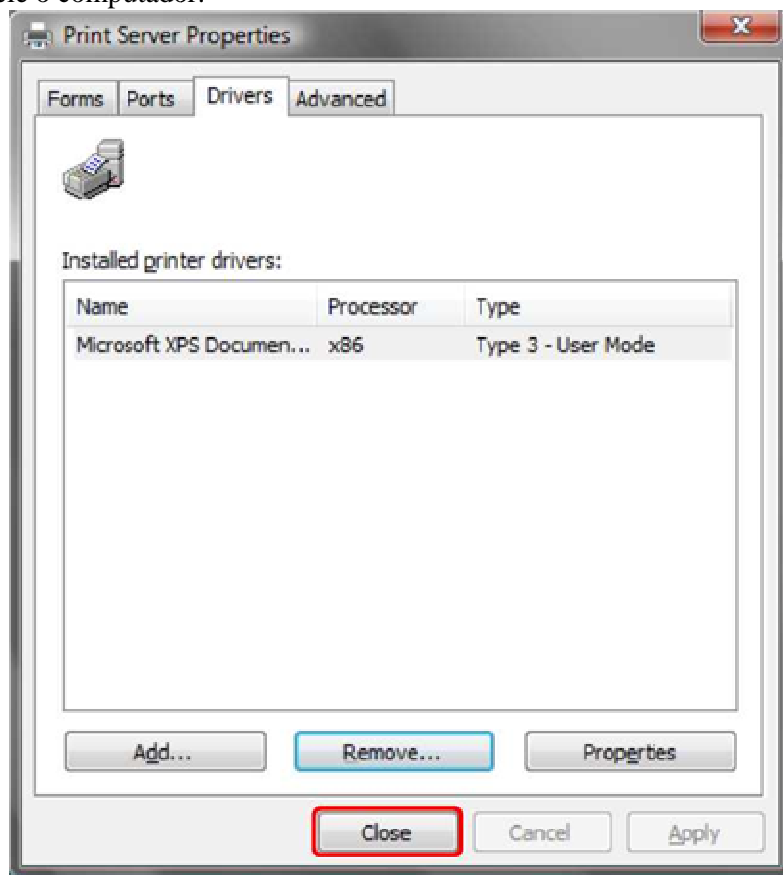 o computador.
Print Server Properties
Forms Ports Drivers Advanced
Installed printer drivers:
Name Processor Type
Microsoft XPS Documen... x86 Type 3 - User Mode
Add... Remove... Properties
Close Cancel Apply